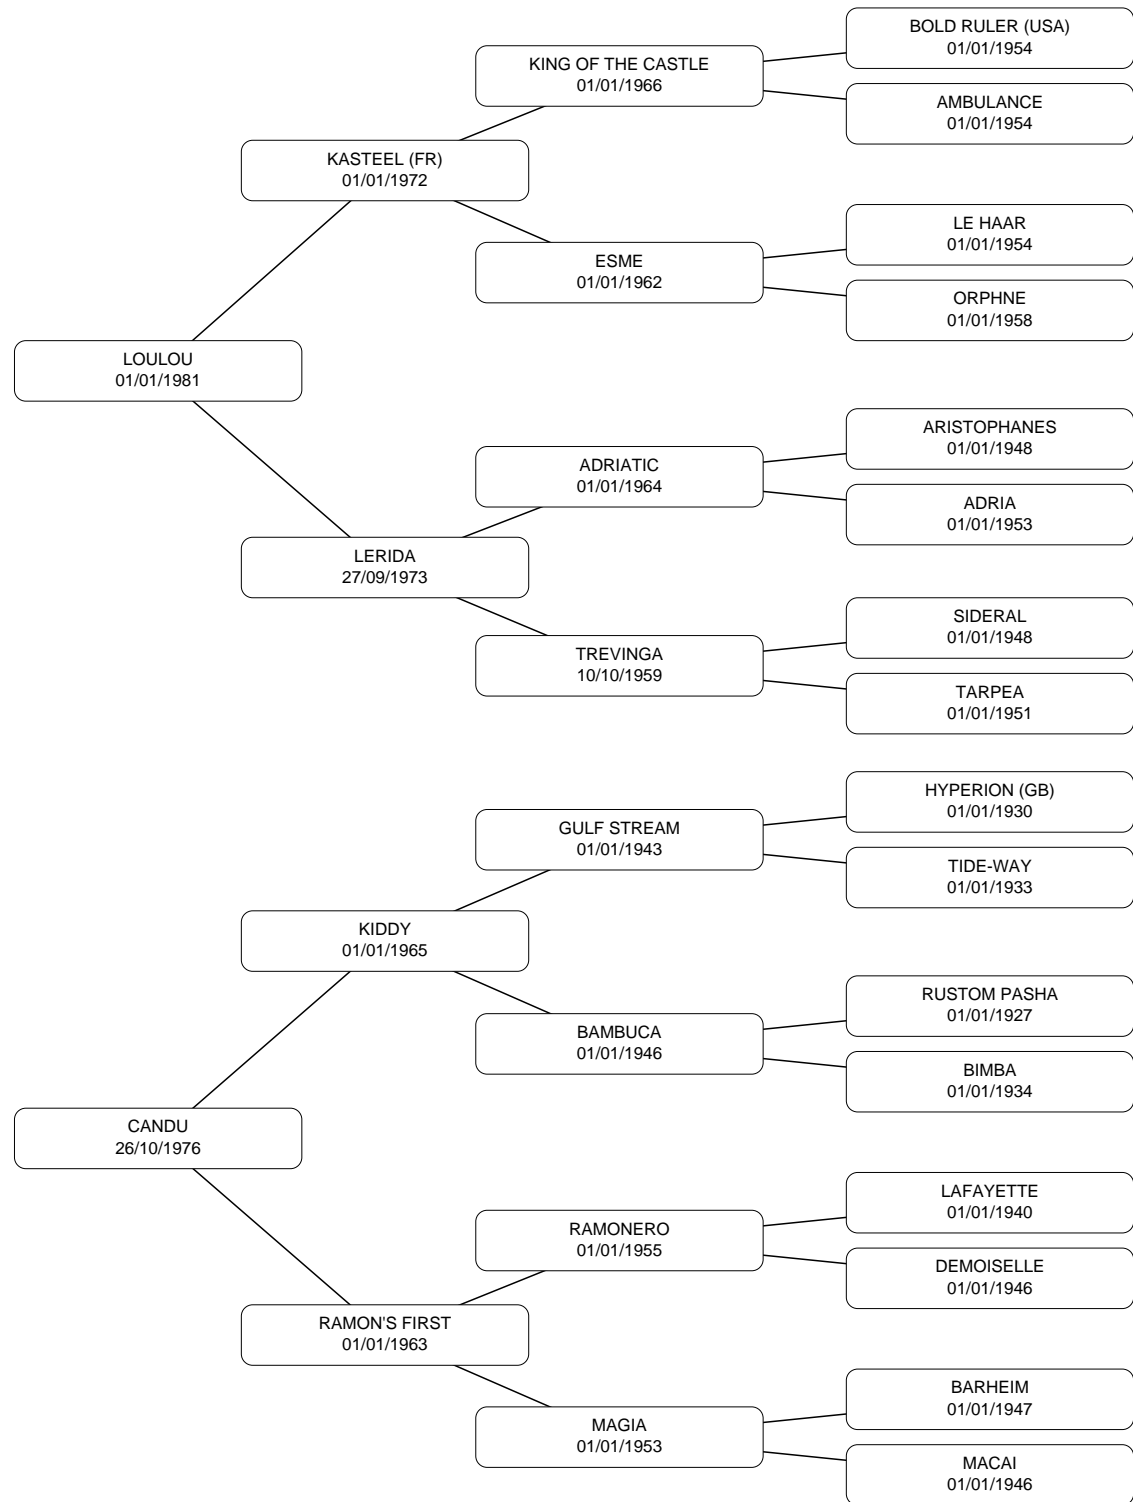 BOLD RULER (USA)
01/01/1954
KING OF THE CASTLE
01/01/1966
AMBULANCE
01/01/1954
KASTEEL (FR)
01/01/1972
LE HAAR
01/01/1954
ESME
01/01/1962
ORPHNE
01/01/1958
LOULOU
01/01/1981
ARISTOPHANES
01/01/1948
ADRIATIC
01/01/1964
ADRIA
01/01/1953
LERIDA
27/09/1973
SIDERAL
01/01/1948
TREVINGA
10/10/1959
TARPEA
01/01/1951
HYPERION (GB)
01/01/1930
GULF STREAM
01/01/1943
TIDE-WAY
01/01/1933
KIDDY
01/01/1965
RUSTOM PASHA
01/01/1927
BAMBUCA
01/01/1946
BIMBA
01/01/1934
CANDU
26/10/1976
LAFAYETTE
01/01/1940
RAMONERO
01/01/1955
DEMOISELLE
01/01/1946
RAMON'S FIRST
01/01/1963
BARHEIM
01/01/1947
MAGIA
01/01/1953
MACAI
01/01/1946